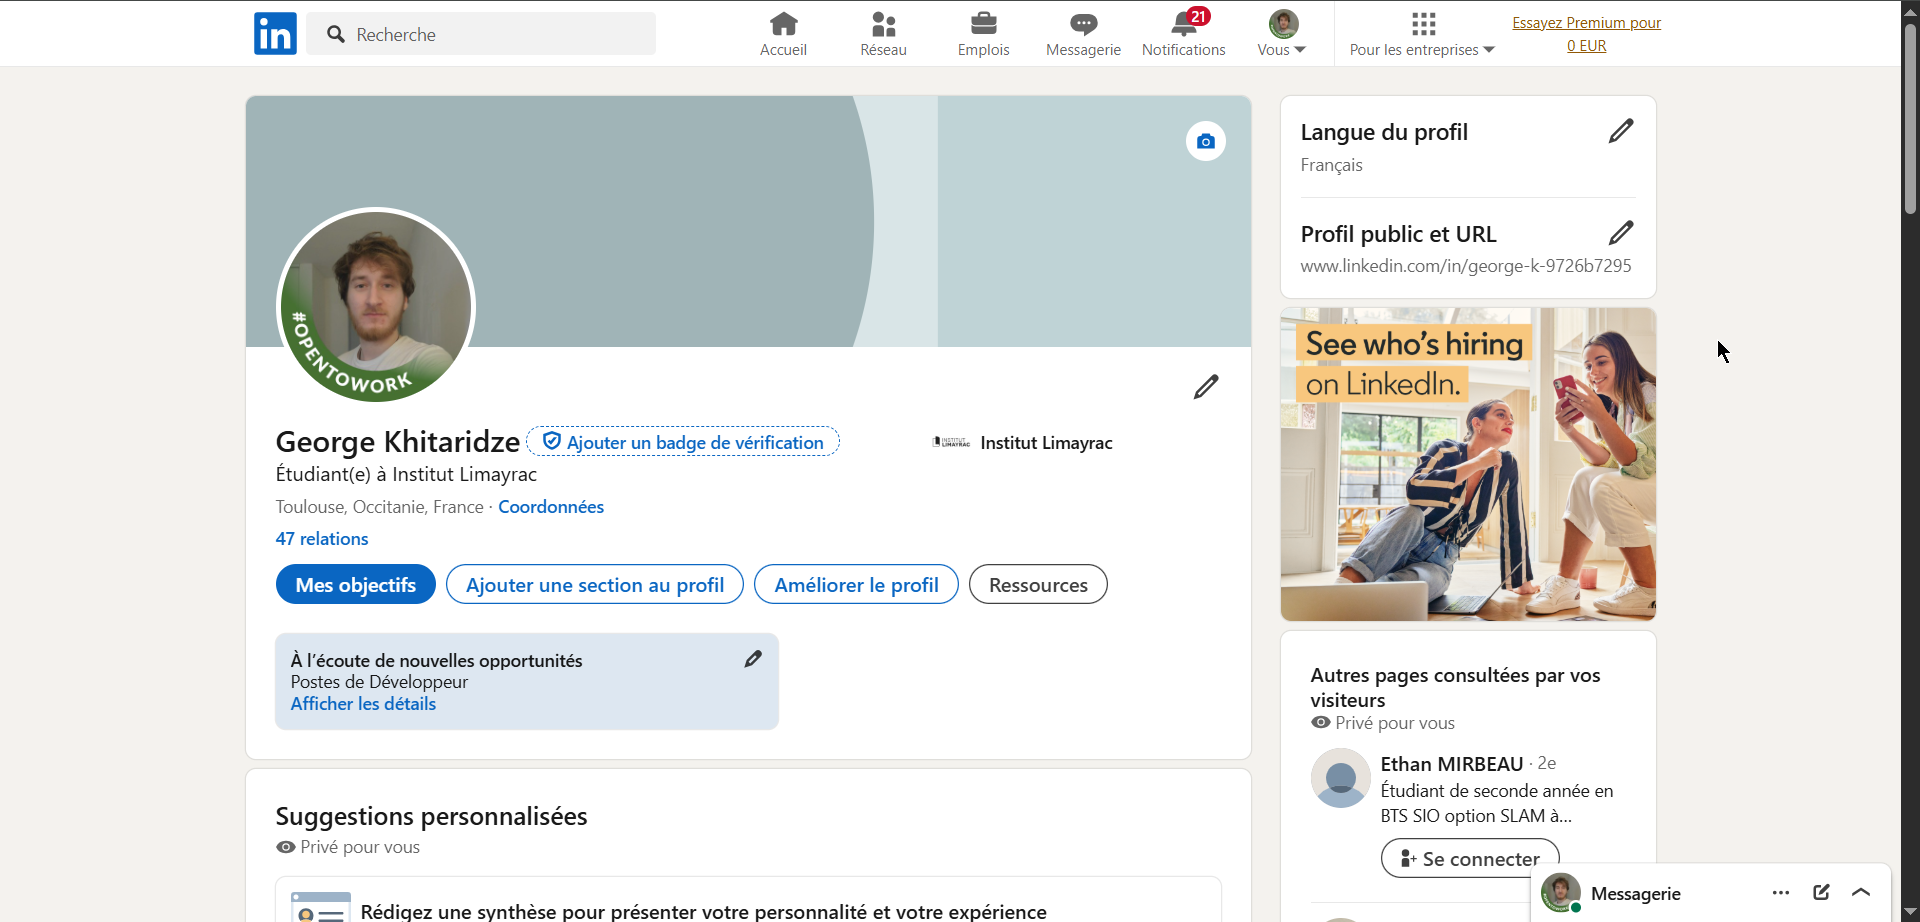 in
Recherche
Accueil
Réseau
Emplois
Messagerie
21
Notifications
Vous
Pour les entreprises
Essayez Premium pour
0 EUR
#OPENTOWORK
George Khitaridze
Ajouter un badge de vérification
INSTITUT
LIMAYRAC
Institut Limayrac
Étudiant(e) à Institut Limayrac
Toulouse, Occitanie, France · Coordonnées
47 relations
Mes objectifs
Ajouter une section au profil
Améliorer le profil
Ressources
À l'écoute de nouvelles opportunités
Postes de Développeur
Afficher les détails
Suggestions personnalisées
Privé pour vous
Rédigez une synthèse pour présenter votre personnalité et votre expérience
Langue du profil
Français
Profil public et URL
www.linkedin.com/in/george-k-9726b7295
See who's hiring
on LinkedIn.
Autres pages consultées par vos
visiteurs
Privé pour vous
Ethan MIRBEAU · 2e
Étudiant de seconde année en
BTS SIO option SLAM à...
Se connecter
Messagerie